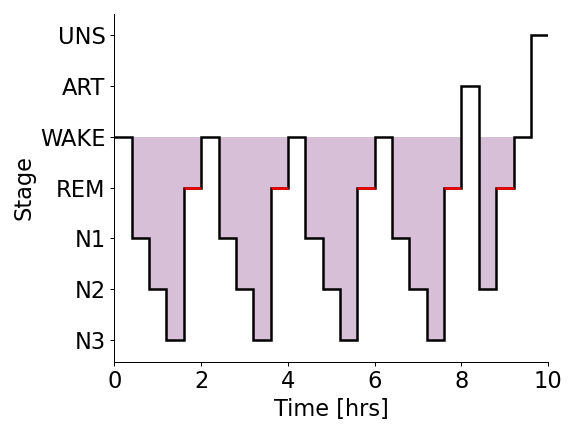 UNS
ART
WAKE
REM
N1
N2
N3
Stage
0 2 4 6 8 10
Time [hrs]